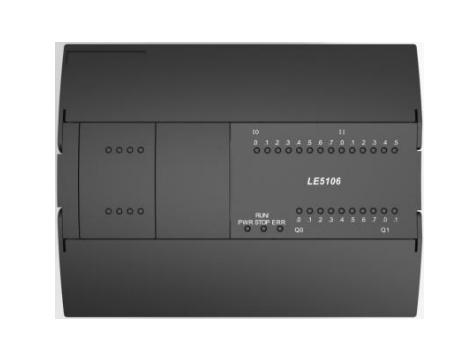 I0 I1
0 1 2 3 4 5 6 7 0 1 2 3 4 5
LE5106
RUN/
PWR STOP ERR
.0 .1 .2 .3 .4 .5 .6 .7 .0 .1
Q0 Q1